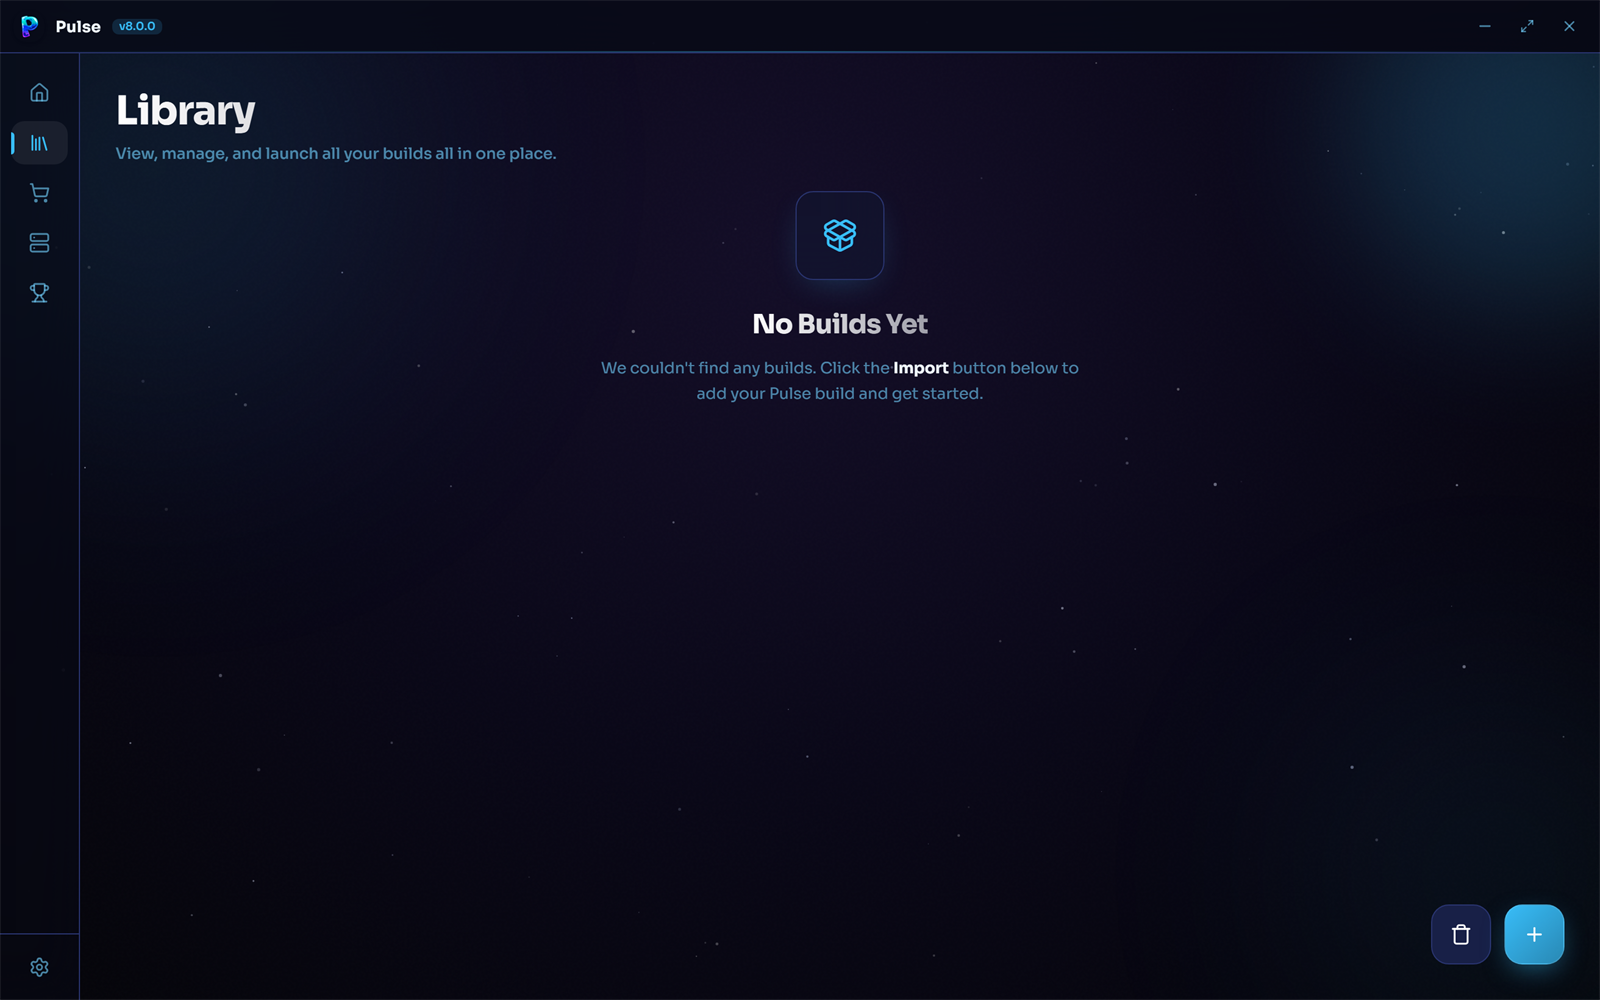 Pulse v8.0.0
Library
View, manage, and launch all your builds all in one place.
No Builds Yet
We couldn't find any builds. Click the Import button below to
add your Pulse build and get started.